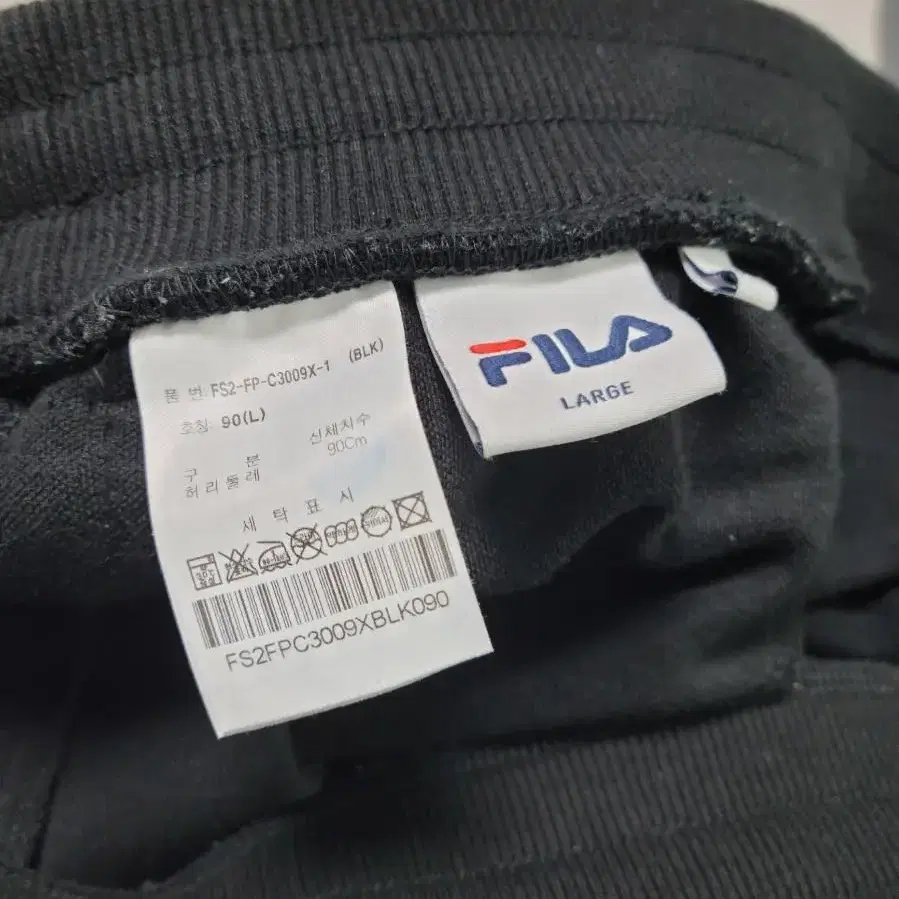 품 번: FS2-FP-C3009X-1 (BLK)
호칭: 90(L)
구 분 신체치수
허리둘레 90Cm
세 탁 표 시
FS2FPC3009XBLK090
FILA
LARGE